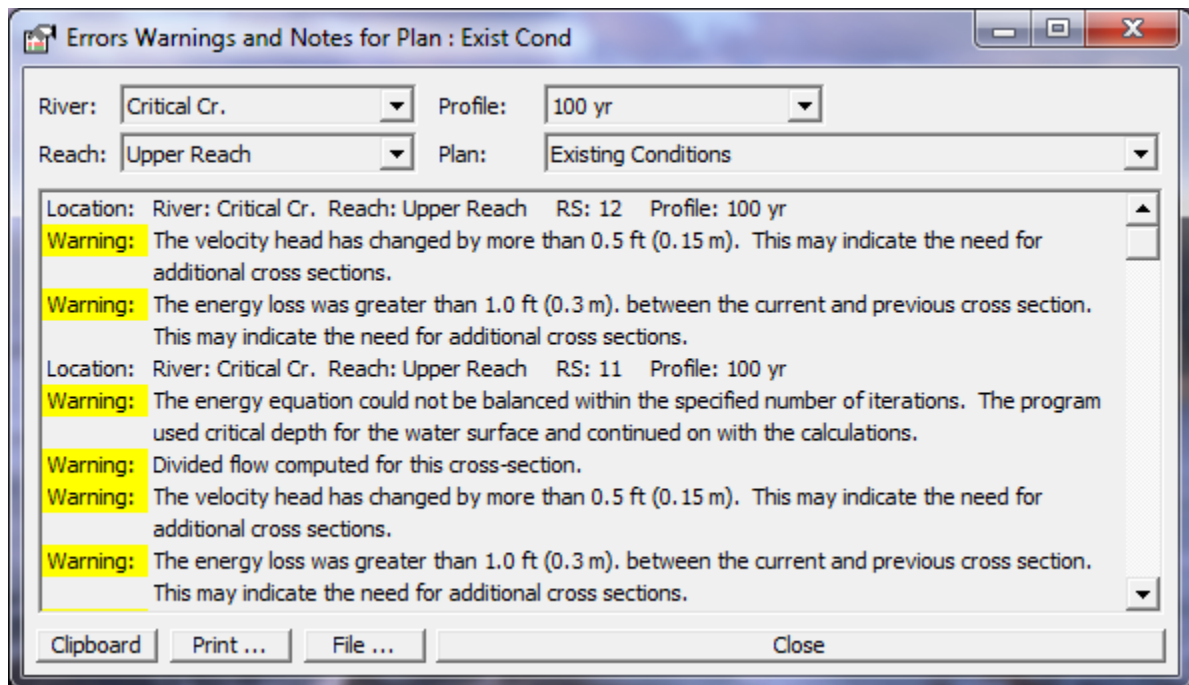 Errors Warnings and Notes for Plan : Exist Cond
River: Critical Cr. Profile: 100 yr
Reach: Upper Reach Plan: Existing Conditions
Location: River: Critical Cr. Reach: Upper Reach RS: 12 Profile: 100 yr
Warning: The velocity head has changed by more than 0.5 ft (0.15 m). This may indicate the need for
additional cross sections.
Warning: The energy loss was greater than 1.0 ft (0.3 m). between the current and previous cross section.
This may indicate the need for additional cross sections.
Location: River: Critical Cr. Reach: Upper Reach RS: 11 Profile: 100 yr
Warning: The energy equation could not be balanced within the specified number of iterations. The program
used critical depth for the water surface and continued on with the calculations.
Warning: Divided flow computed for this cross-section.
Warning: The velocity head has changed by more than 0.5 ft (0.15 m). This may indicate the need for
additional cross sections.
Warning: The energy loss was greater than 1.0 ft (0.3 m). between the current and previous cross section.
This may indicate the need for additional cross sections.
Clipboard Print ... File ... Close